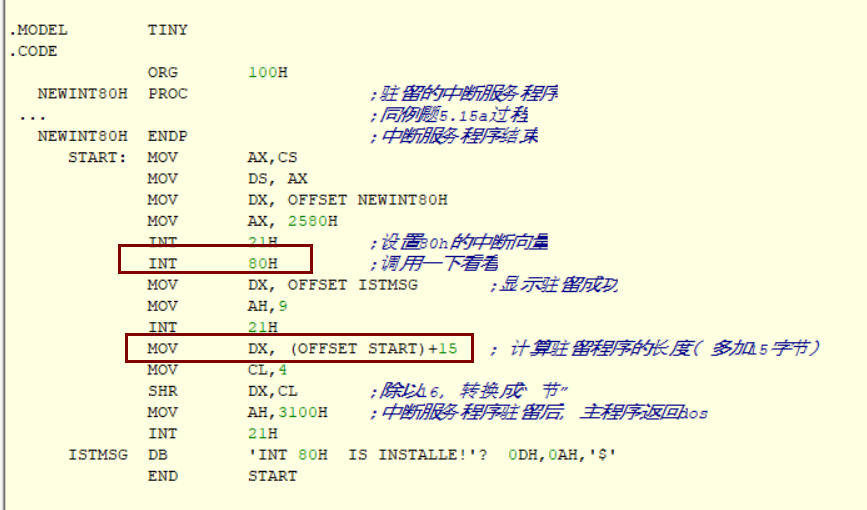 .MODEL TINY
.CODE
ORG 100H
NEWINT80H PROC ;驻留的中断服务程序
... ;同例题5.15a过程
NEWINT80H ENDP ;中断服务程序结束
START: MOV AX,CS
MOV DS, AX
MOV DX, OFFSET NEWINT80H
MOV AX, 2580H
INT 21H ;设置80h的中断向量
INT 80H ;调用一下看看
MOV DX, OFFSET ISTMSG ;显示驻留成功
MOV AH,9
INT 21H
MOV DX, (OFFSET START)+15 ; 计算驻留程序的长度(多加15字节)
MOV CL,4
SHR DX,CL ;除以16, 转换成“节”
MOV AH,3100H ;中断服务程序驻留后, 主程序返回dos
INT 21H
ISTMSG DB 'INT 80H IS INSTALLE!'? 0DH,0AH,'$'
END START